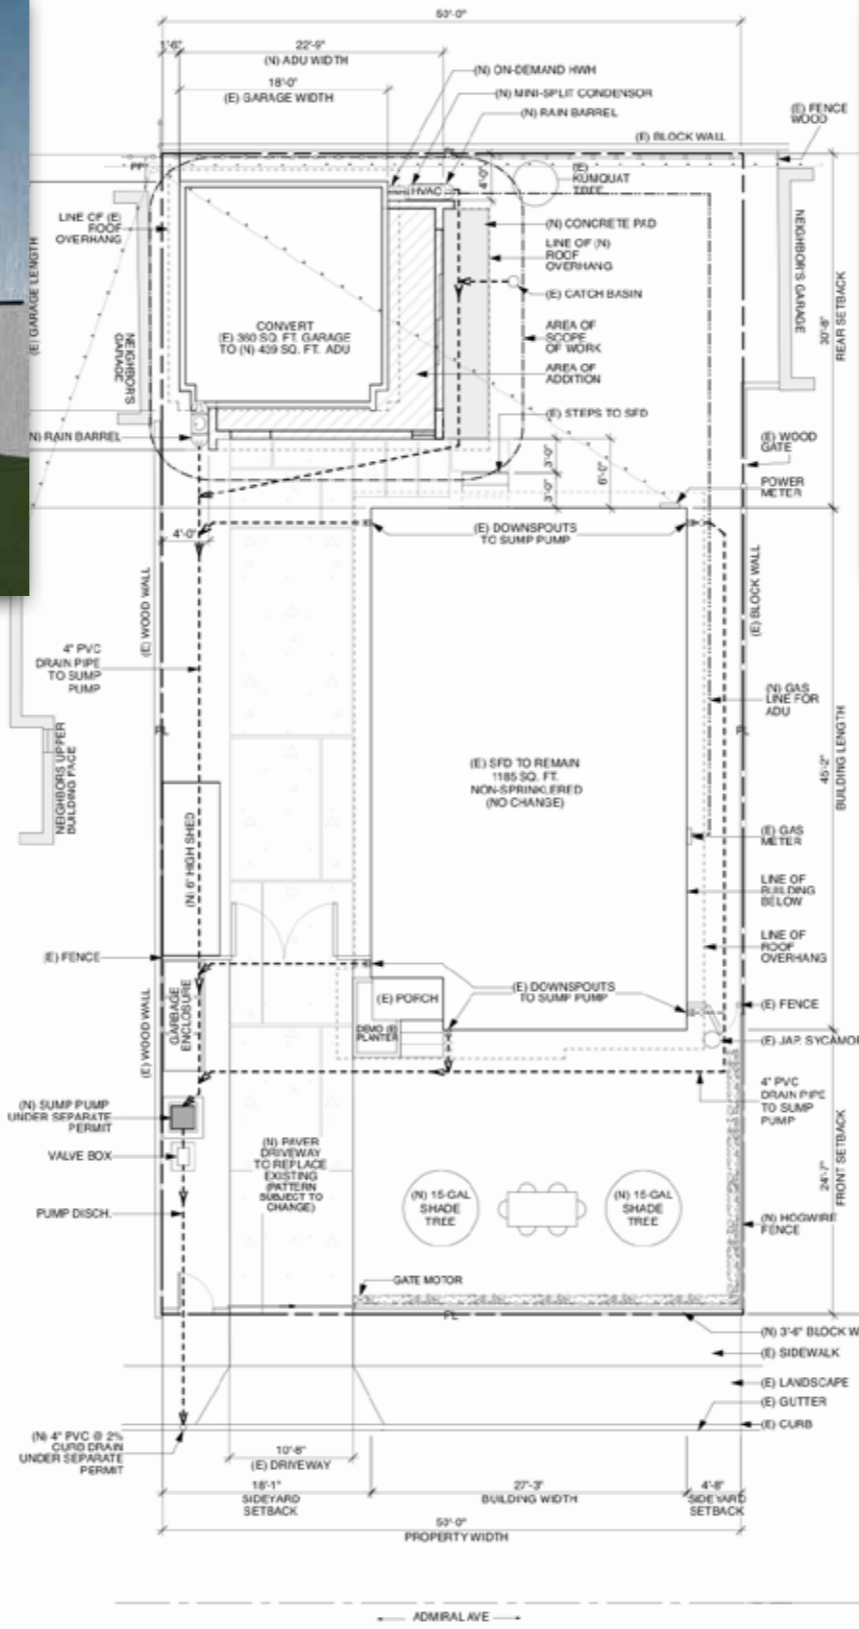 50'-0"
1'-6"
22'-9"
(N) ADU WIDTH
18'-0"
(E) GARAGE WIDTH
(N) ON-DEMAND HWH
(N) MINI-SPLIT CONDENSOR
(N) RAIN BARREL
(E) BLOCK WALL
(E) FENCE
WOOD
PP
HVAC
4'-0"
(E)
KUMQUAT
TREE
LINE OF (E)
ROOF
OVERHANG
(E) GARAGE LENGTH
NEIGHBORS
GARAGE
(N) CONCRETE PAD
LINE OF (N)
ROOF
OVERHANG
(E) CATCH BASIN
AREA OF
SCOPE
OF WORK
AREA OF
ADDITION
(E) STEPS TO SFD
NEIGHBOR'S GARAGE
30'-8"
REAR SETBACK
CONVERT
(E) 360 SQ. FT. GARAGE
TO (N) 439 SQ. FT. ADU
N) RAIN BARREL
3'-0"
3'-0"
6'-0"
(E) WOOD
GATE
POWER
METER
4'-0"
(E) DOWNSPOUTS
TO SUMP PUMP
(E) WOOD WALL
(E) BLOCK WALL
4" PVC
DRAIN PIPE
TO SUMP
PUMP
(N) GAS
LINE FOR
ADU
PL
PL
NEIGHBORS UPPER
BUILDING FACE
(E) SFD TO REMAIN
1185 SQ. FT.
NON-SPRINKLERED
(NO CHANGE)
45'-2"
BUILDING LENGTH
(N) 6' HIGH SHED
(E) GAS
METER
LINE OF
BUILDING
BELOW
LINE OF
ROOF
OVERHANG
(E) FENCE
(E) WOOD WALL
GARBAGE
ENCLOSURE
(E) PORCH
DEMO (E)
PLANTER
(E) DOWNSPOUTS
TO SUMP PUMP
(E) FENCE
(E) JAP. SYCAMOR
4" PVC
DRAIN PIPE
TO SUMP
PUMP
(N) SUMP PUMP
UNDER SEPARATE
PERMIT
VALVE BOX
PUMP DISCH.
(N) PAVER
DRIVEWAY
TO REPLACE
EXISTING
(PATTERN
SUBJECT TO
CHANGE)
(N) 15-GAL
SHADE
TREE
(N) 15-GAL
SHADE
TREE
24'-7"
FRONT SETBACK
(N) HOGWIRE
FENCE
GATE MOTOR
PL
(N) 3'-6" BLOCK W
(E) SIDEWALK
(E) LANDSCAPE
(E) GUTTER
(E) CURB
(N) 4" PVC @ 2%
CURB DRAIN
UNDER SEPARATE
PERMIT
10'-8"
(E) DRIVEWAY
18'-1"
SIDEYARD
SETBACK
27'-3"
BUILDING WIDTH
4'-8"
SIDEYARD
SETBACK
50'-0"
PROPERTY WIDTH
ADMIRAL AVE